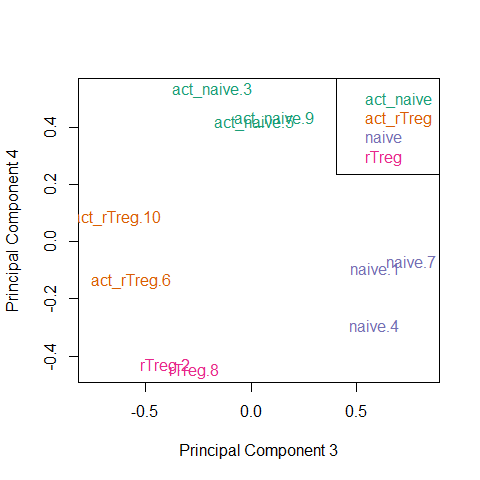 act_naive.3
act_naive.5
act_naive.9
act_naive
act_rTreg
naive
rTreg
act_rTreg.10
act_rTreg.6
naive.1
naive.7
naive.4
rTreg.2
rTreg.8
0.4
0.2
0.0
-0.2
-0.4
Principal Component 4
-0.5
0.0
0.5
Principal Component 3